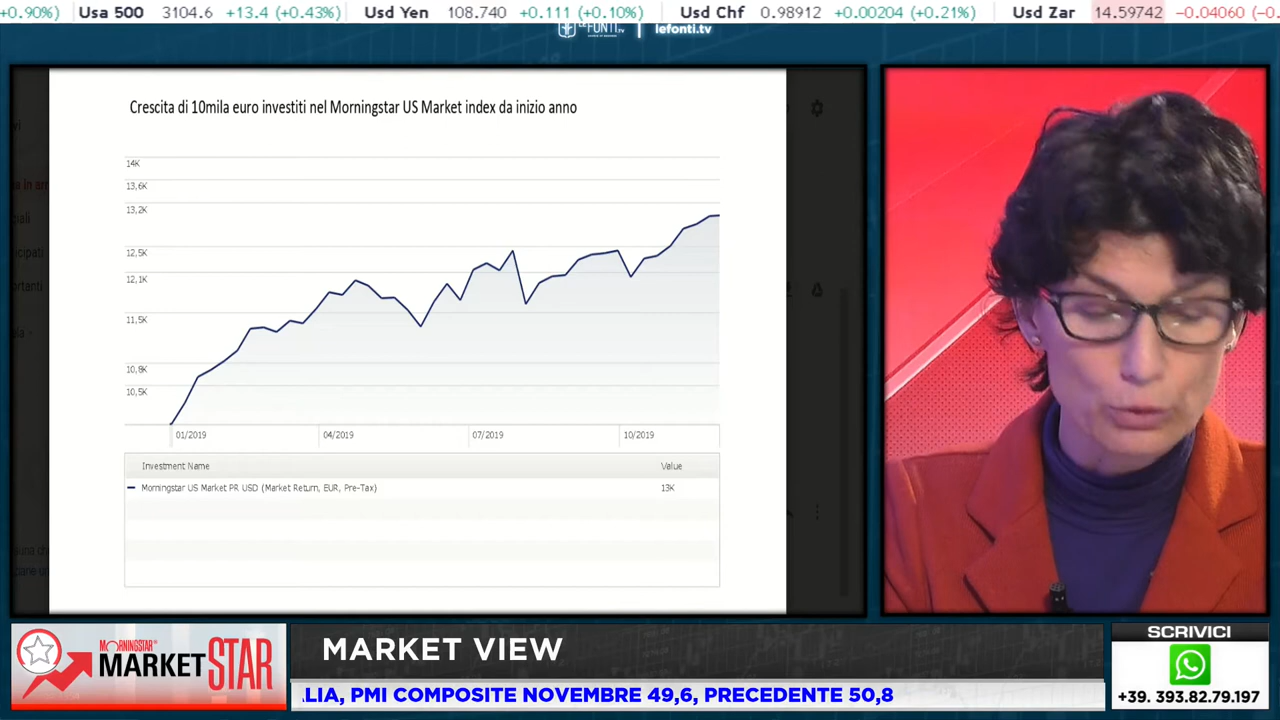 +0.90%) Usa 500 3104.6 +13.4 (+0.43%) Usd Yen 108.740 +0.111 (+0.10%) Usd Chf 0.98912 +0.00204 (+0.21%) Usd Zar 14.59742 −0.04060 (−0.
LEFONTI.TV lefonti.tv
Crescita di 10mila euro investiti nel Morningstar US Market index da inizio anno
14K
13,6K
13,2K
12,5K
12,1K
11,5K
10,8K
10,5K
01/2019 04/2019 07/2019 10/2019
Investment Name Value
Morningstar US Market PR USD (Market Return, EUR, Pre-Tax) 13K
MORNINGSTAR
MARKET STAR
MARKET VIEW
LIA, PMI COMPOSITE NOVEMBRE 49,6, PRECEDENTE 50,8
SCRIVICI
+39. 393.82.79.197